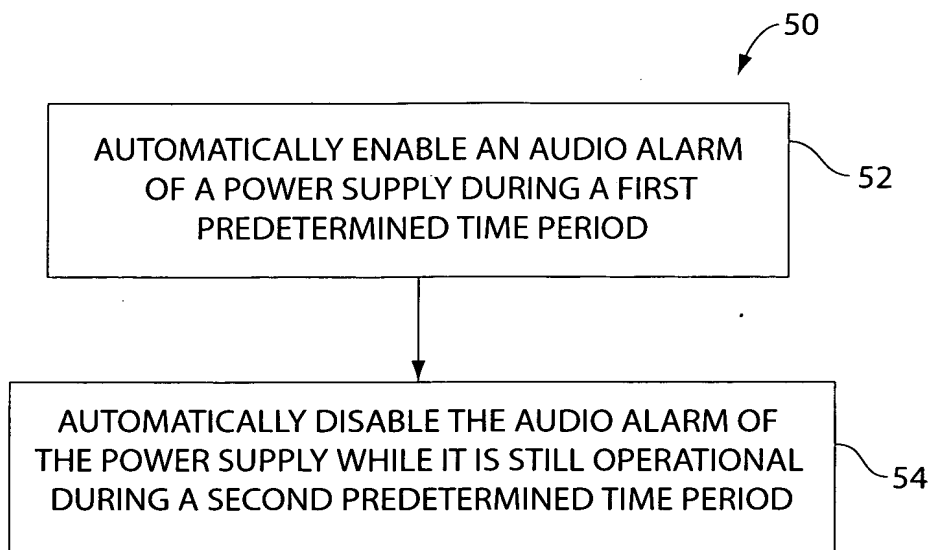 50
AUTOMATICALLY ENABLE AN AUDIO ALARM
OF A POWER SUPPLY DURING A FIRST
PREDETERMINED TIME PERIOD
52
AUTOMATICALLY DISABLE THE AUDIO ALARM OF
THE POWER SUPPLY WHILE IT IS STILL OPERATIONAL
DURING A SECOND PREDETERMINED TIME PERIOD
54